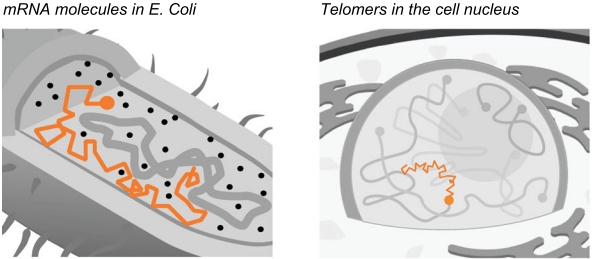 mRNA molecules in E. Coli
Telomers in the cell nucleus